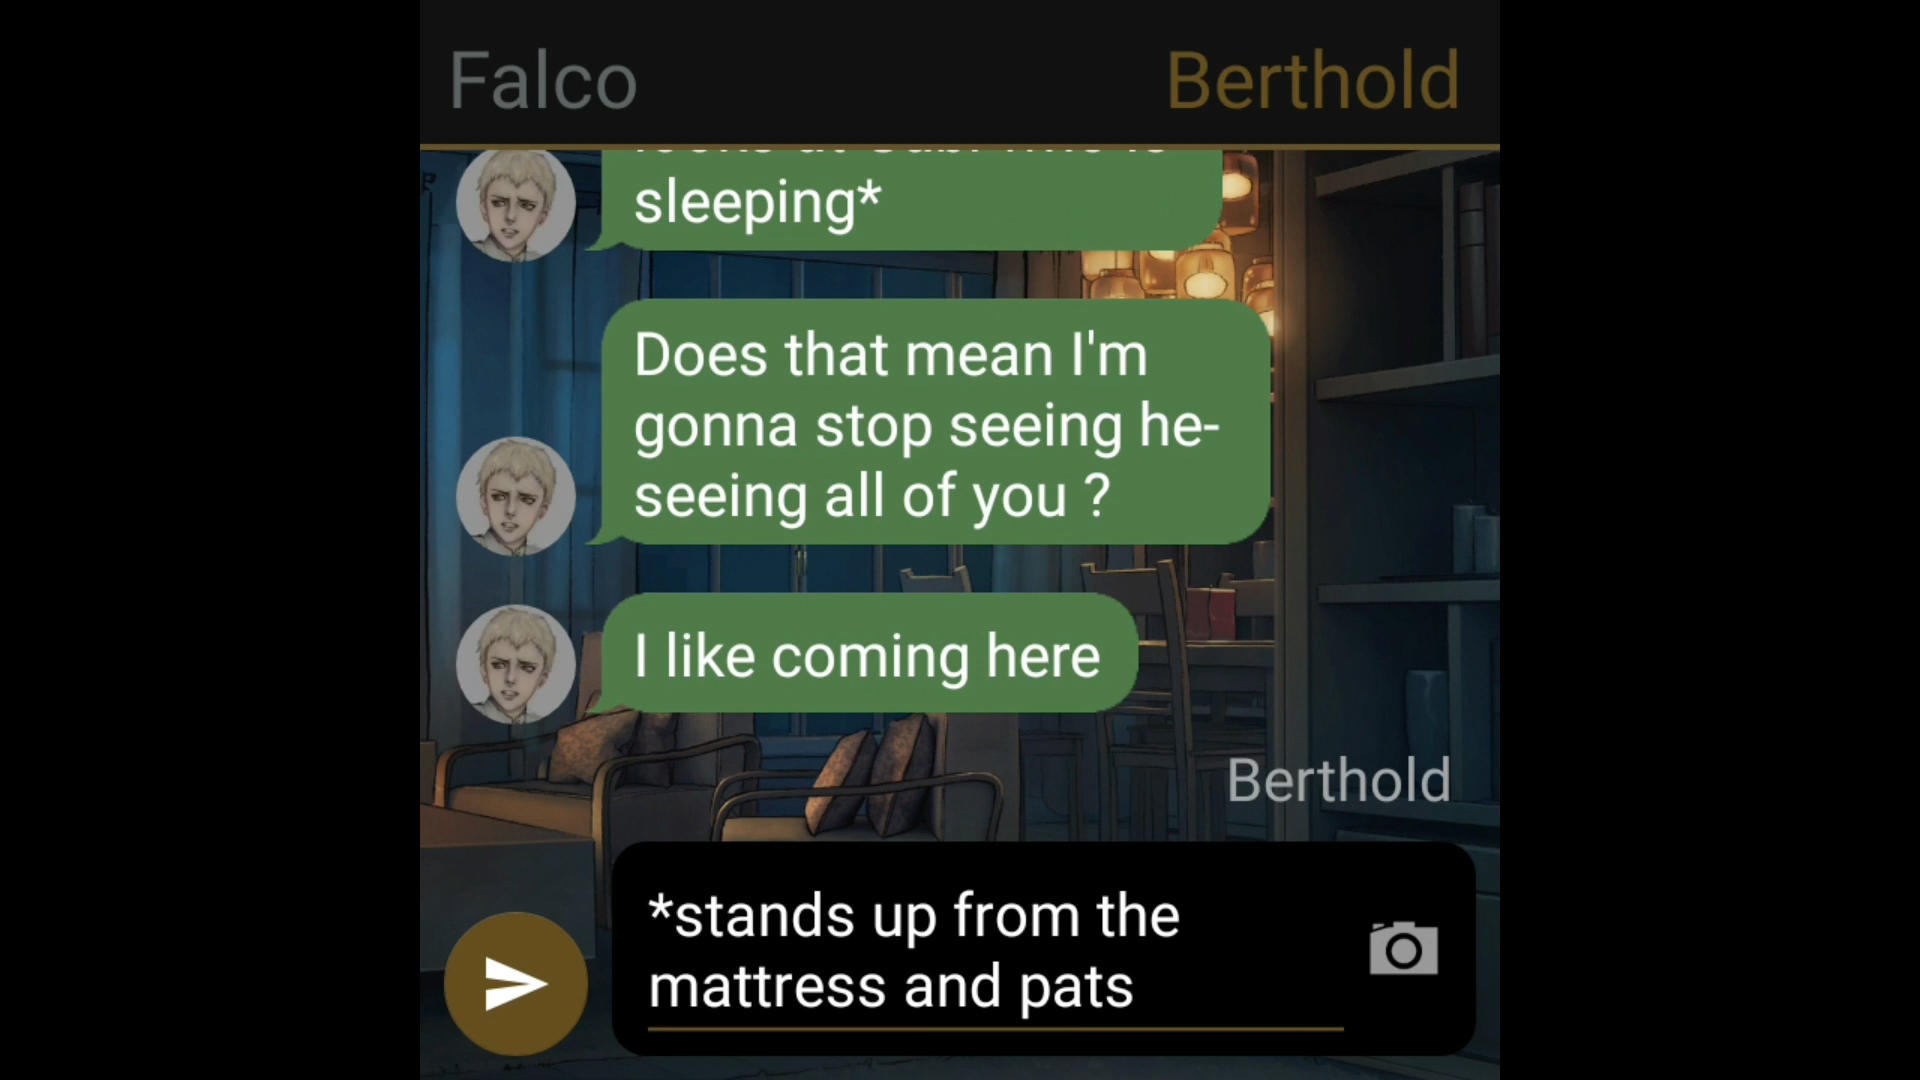 Falco
Berthold
sleeping*
Does that mean I'm
gonna stop seeing he-
seeing all of you ?
I like coming here
Berthold
*stands up from the
mattress and pats